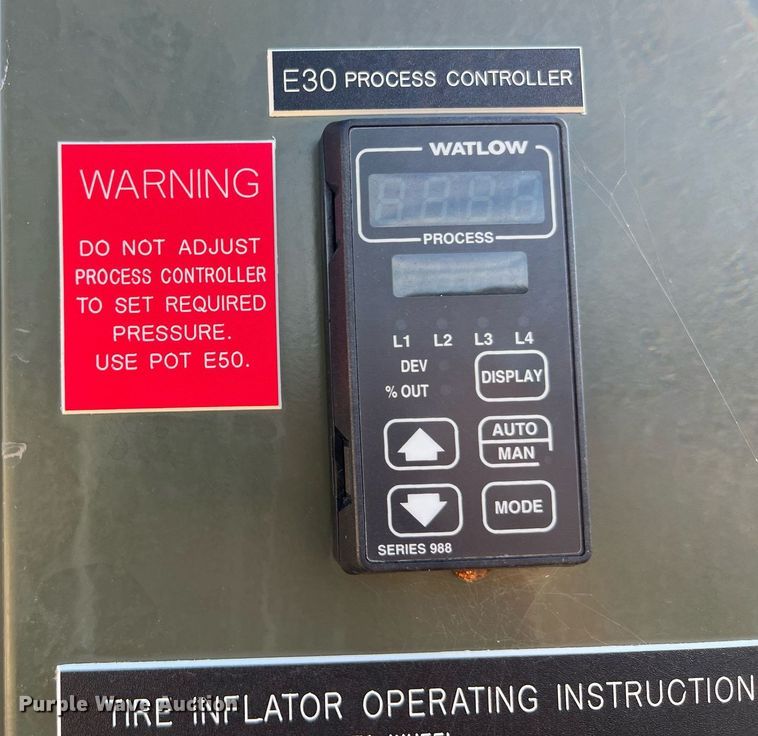 E30 PROCESS CONTROLLER
WARNING
DO NOT ADJUST
PROCESS CONTROLLER
TO SET REQUIRED
PRESSURE.
USE POT E50.
WATLOW
PROCESS
L1 L2 L3 L4
DEV
% OUT
DISPLAY
AUTO
MAN
MODE
SERIES 988
TIRE INFLATOR OPERATING INSTRUCTION
Purple Wave Auction
WHEEL